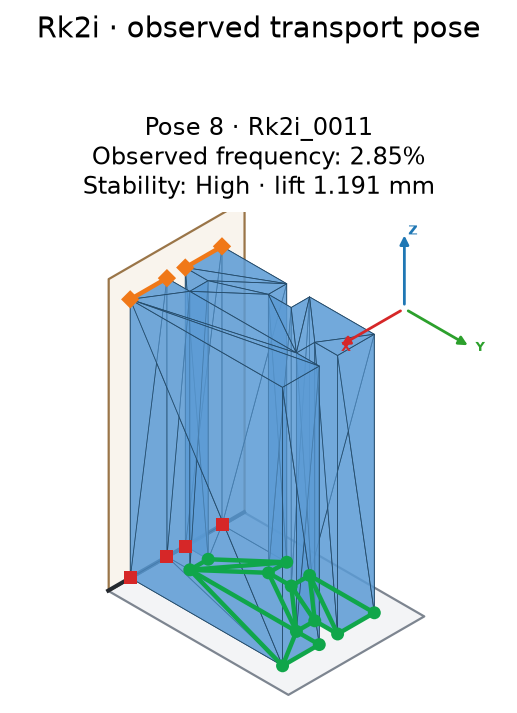 Rk2i · observed transport pose
Pose 8 · Rk2i_0011
Observed frequency: 2.85%
Stability: High · lift 1.191 mm
Z
X
Y